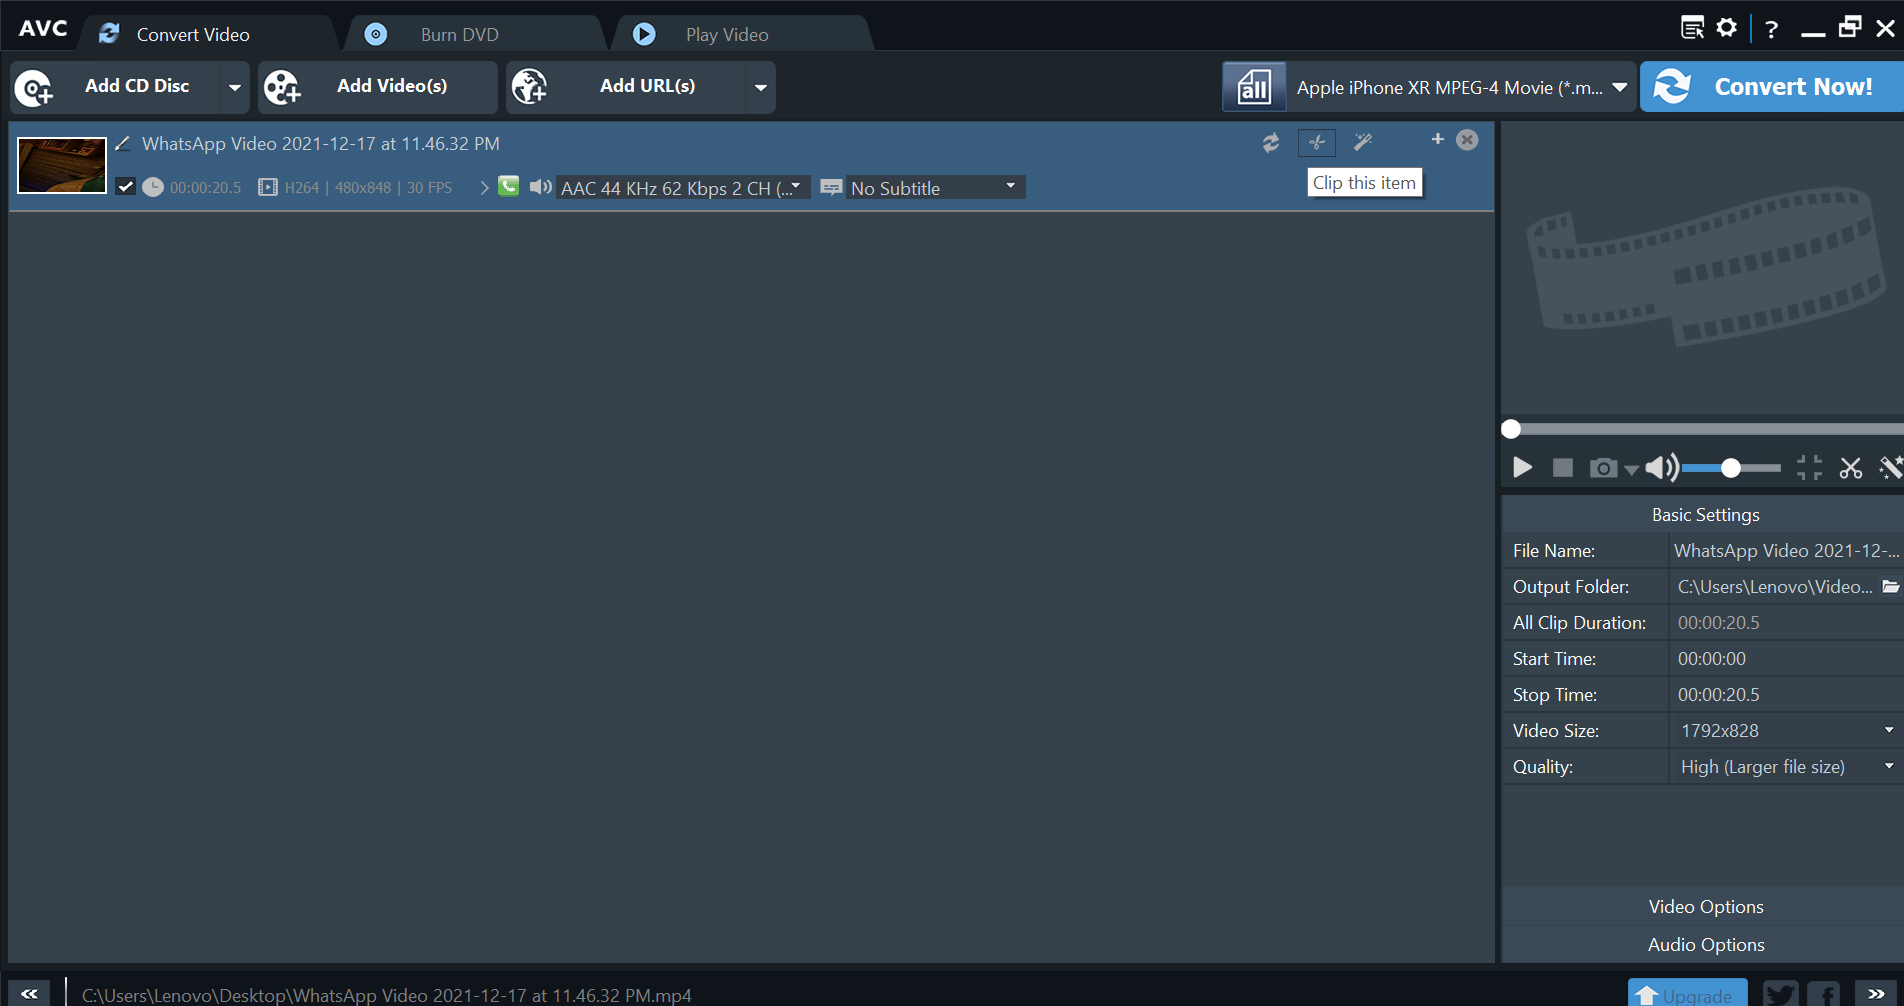 AVC
Convert Video
Burn DVD
Play Video
?
Add CD Disc
Add Video(s)
Add URL(s)
all
Apple iPhone XR MPEG-4 Movie (*.m...
Convert Now!
WhatsApp Video 2021-12-17 at 11.46.32 PM
00:00:20.5
H264 | 480x848 | 30 FPS
AAC 44 KHz 62 Kbps 2 CH (...
No Subtitle
Clip this item
Basic Settings
File Name: WhatsApp Video 2021-12-...
Output Folder: C:\Users\Lenovo\Video...
All Clip Duration: 00:00:20.5
Start Time: 00:00:00
Stop Time: 00:00:20.5
Video Size: 1792x828
Quality: High (Larger file size)
Video Options
Audio Options
C:\Users\Lenovo\Desktop\WhatsApp Video 2021-12-17 at 11.46.32 PM.mp4
Upgrade